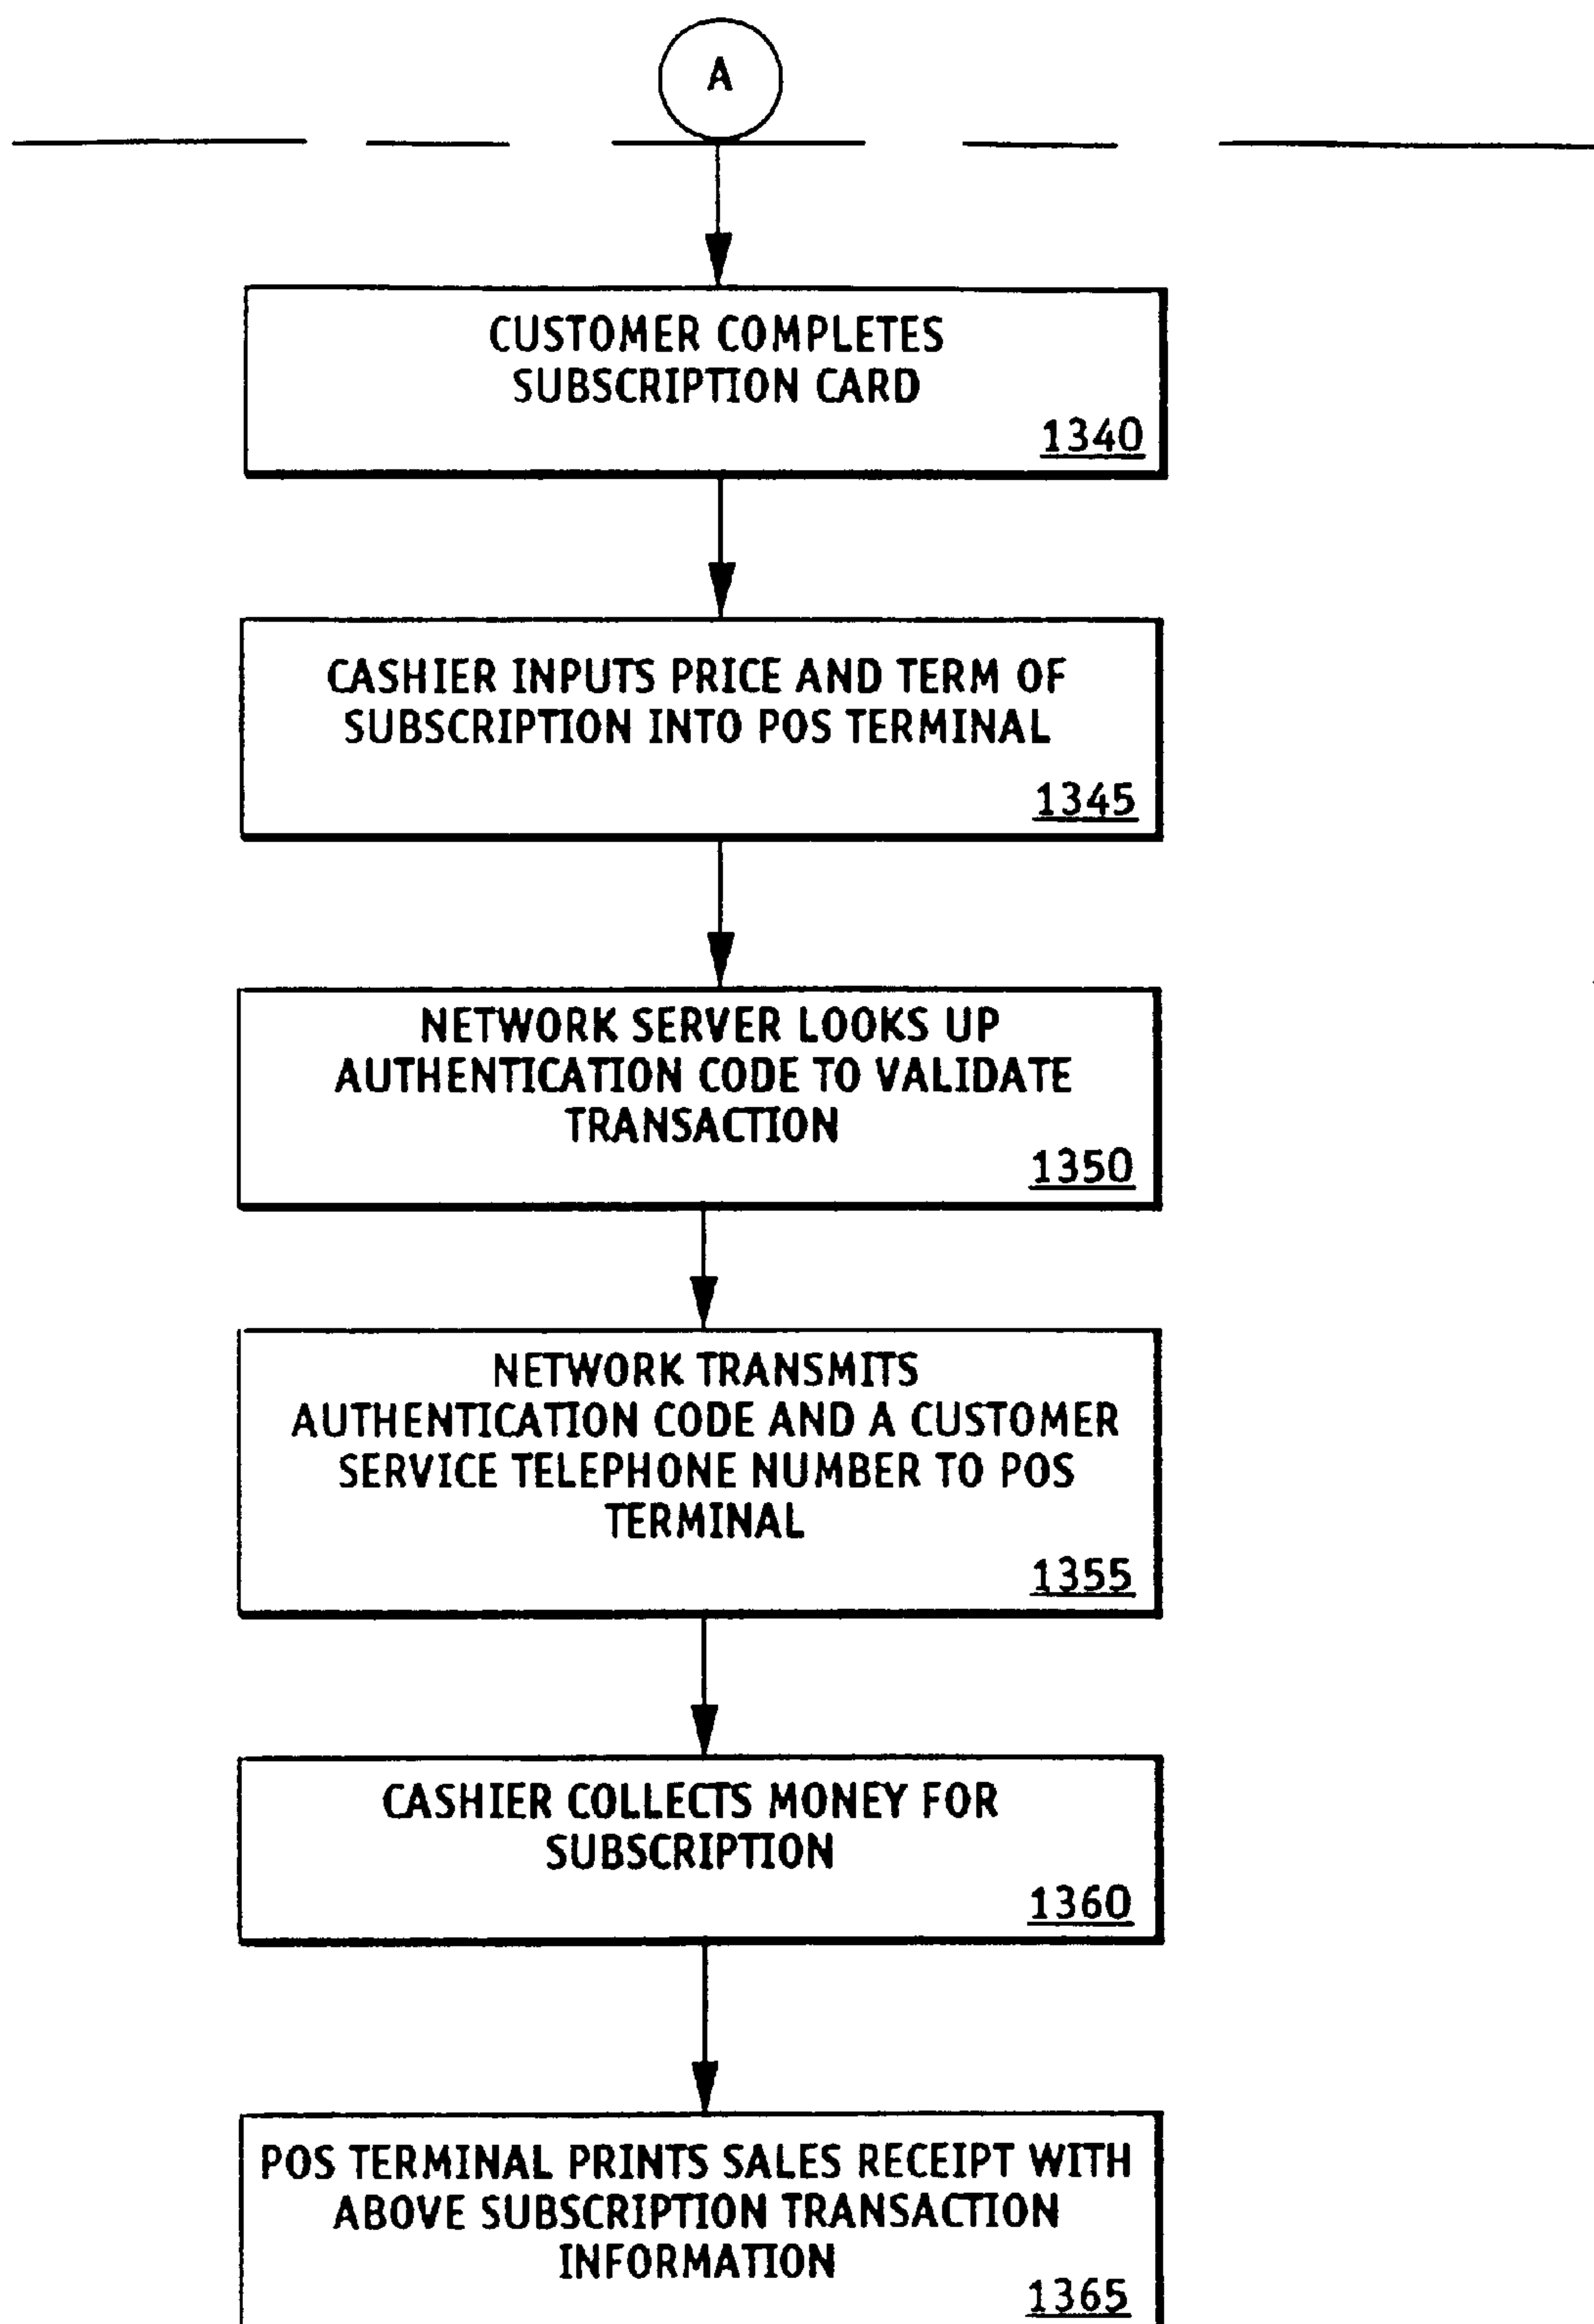 A
CUSTOMER COMPLETES
SUBSCRIPTION CARD
1340
CASHIER INPUTS PRICE AND TERM OF
SUBSCRIPTION INTO POS TERMINAL
1345
NETWORK SERVER LOOKS UP
AUTHENTICATION CODE TO VALIDATE
TRANSACTION
1350
NETWORK TRANSMITS
AUTHENTICATION CODE AND A CUSTOMER
SERVICE TELEPHONE NUMBER TO POS
TERMINAL
1355
CASHIER COLLECTS MONEY FOR
SUBSCRIPTION
1360
POS TERMINAL PRINTS SALES RECEIPT WITH
ABOVE SUBSCRIPTION TRANSACTION
INFORMATION
1365